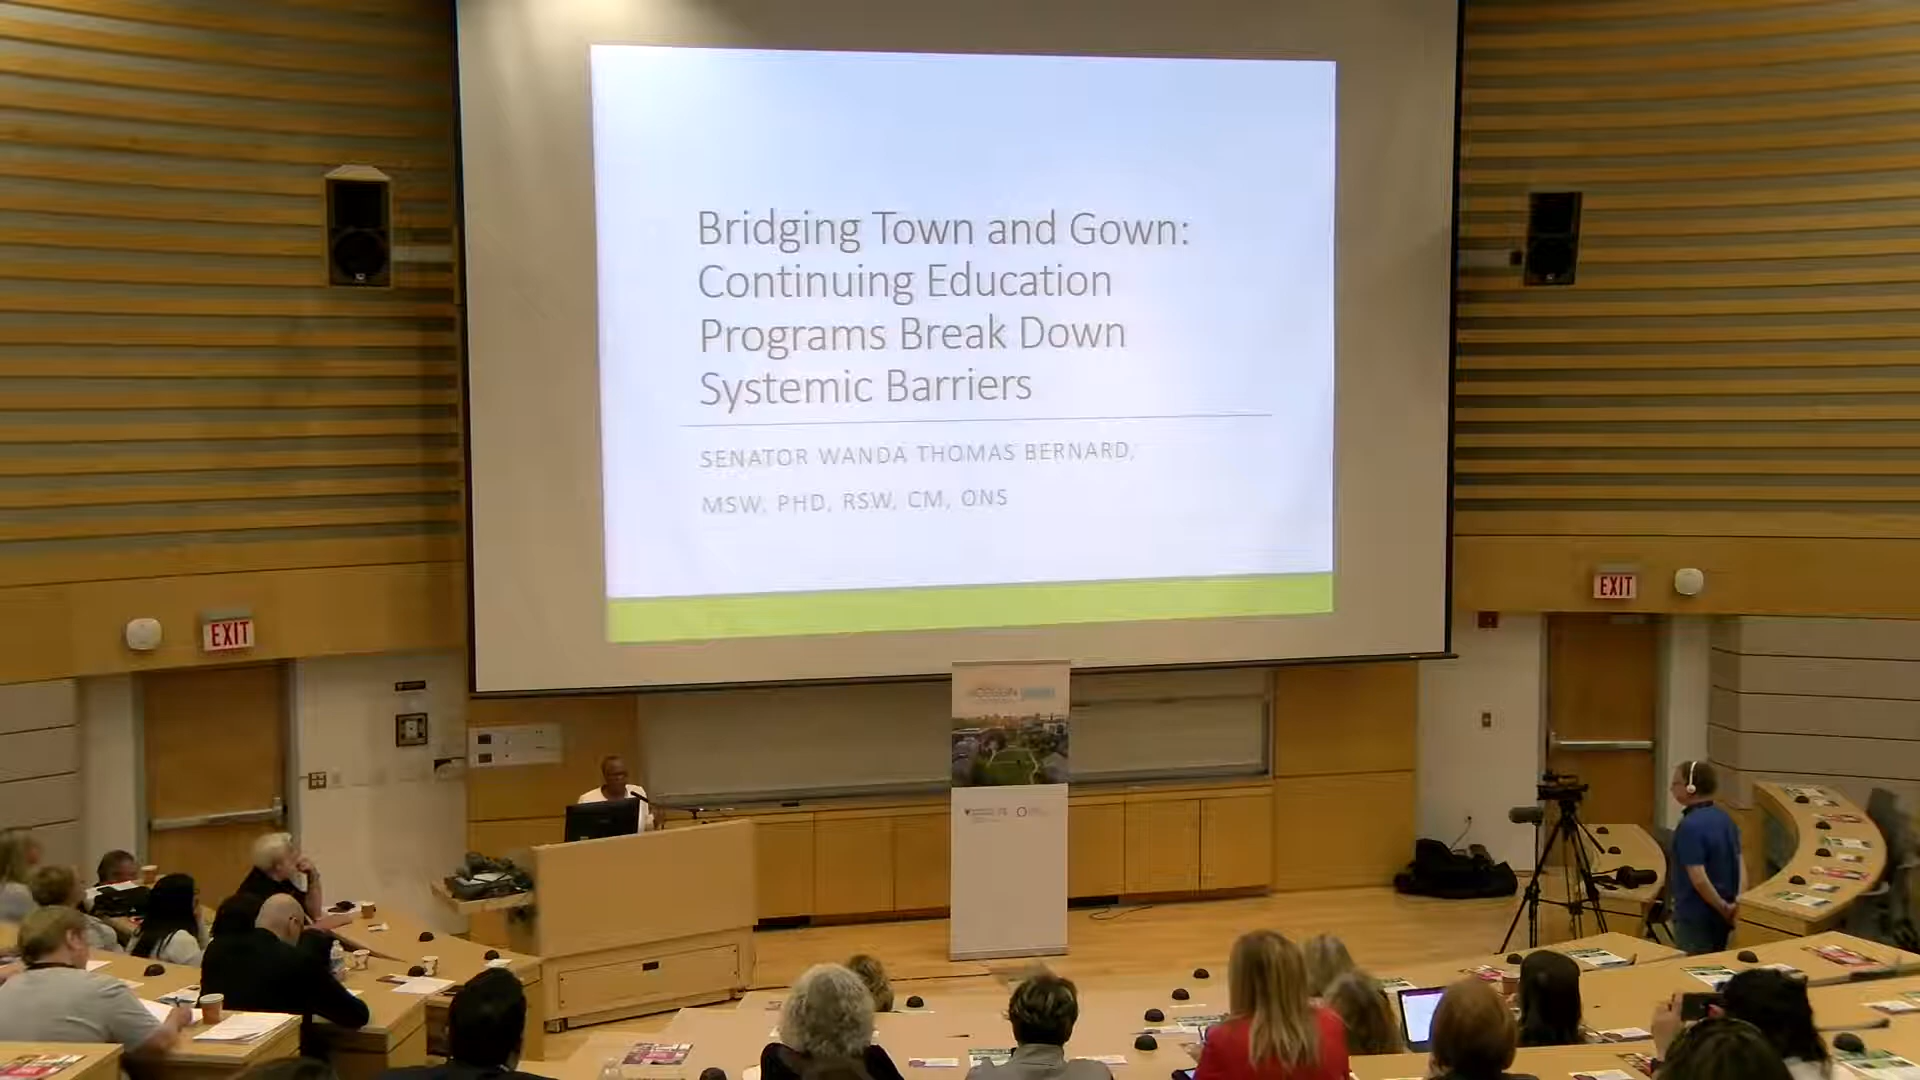 Bridging Town and Gown:
Continuing Education
Programs Break Down
Systemic Barriers
SENATOR WANDA THOMAS BERNARD,
MSW, PHD, RSW, CM, ONS
EXIT
EXIT